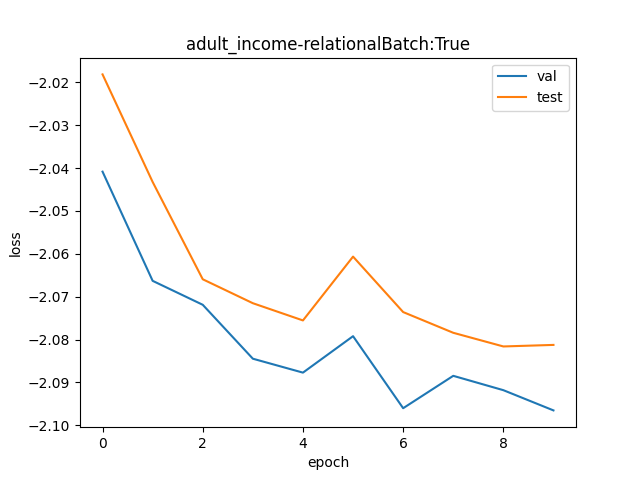 adult_income-relationalBatch:True
val
test
loss
−2.02
−2.03
−2.04
−2.05
−2.06
−2.07
−2.08
−2.09
−2.10
0 2 4 6 8
epoch